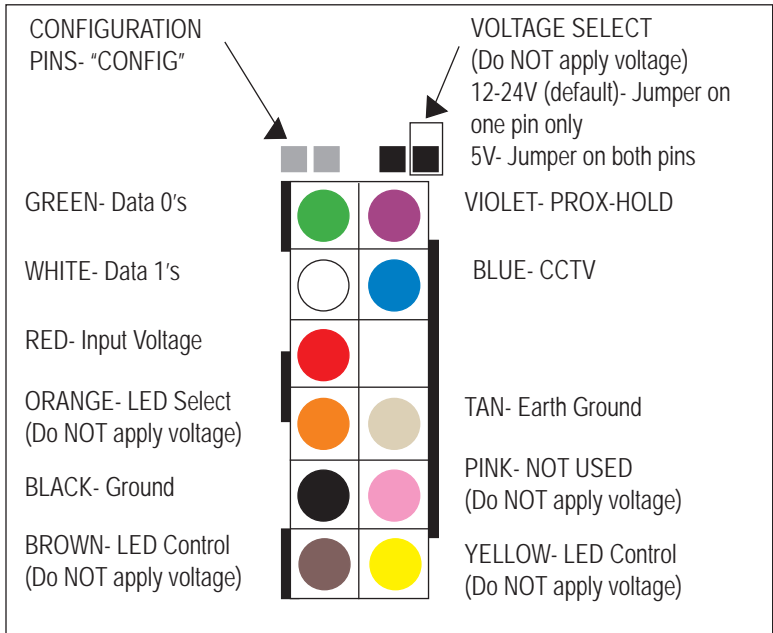 CONFIGURATION
PINS- “CONFIG”
VOLTAGE SELECT
(Do NOT apply voltage)
12-24V (default)- Jumper on
one pin only
5V- Jumper on both pins
GREEN- Data 0's
VIOLET- PROX-HOLD
WHITE- Data 1's
BLUE- CCTV
RED- Input Voltage
ORANGE- LED Select
(Do NOT apply voltage)
TAN- Earth Ground
BLACK- Ground
PINK- NOT USED
(Do NOT apply voltage)
BROWN- LED Control
(Do NOT apply voltage)
YELLOW- LED Control
(Do NOT apply voltage)